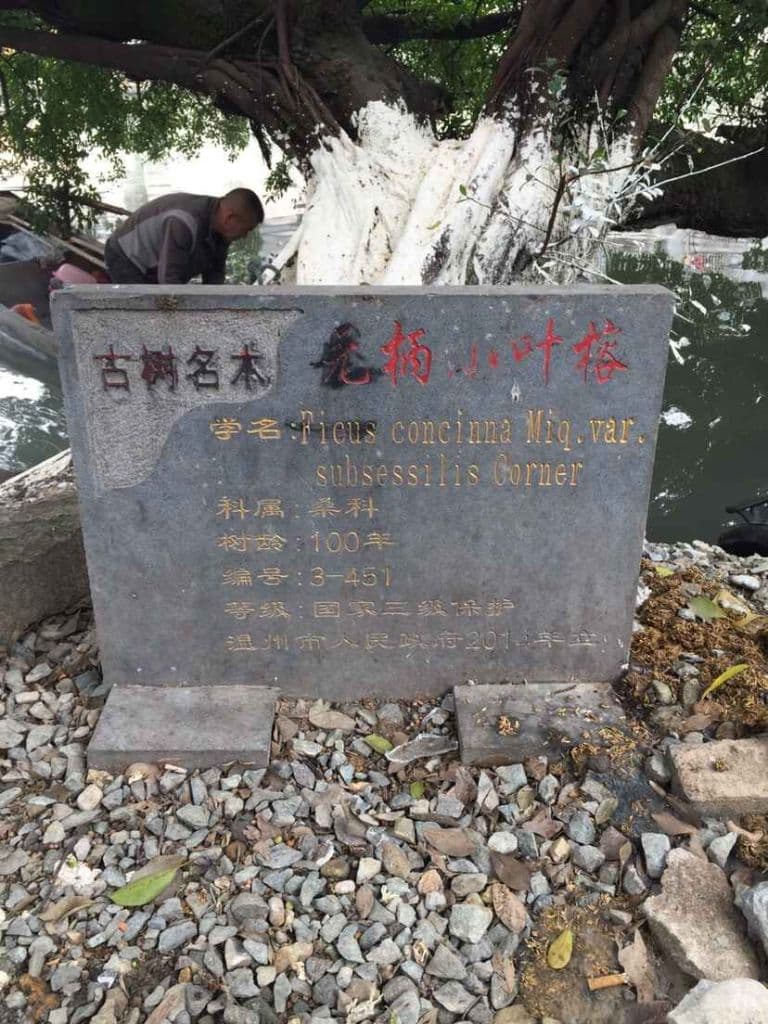 古树名木
无柄小叶榕
学名:Ficus concinna Miq.var.
subsessilis Corner
科属:桑科
树龄:100年
编号:3-451
等级:国家三级保护
温州市人民政府2014年立